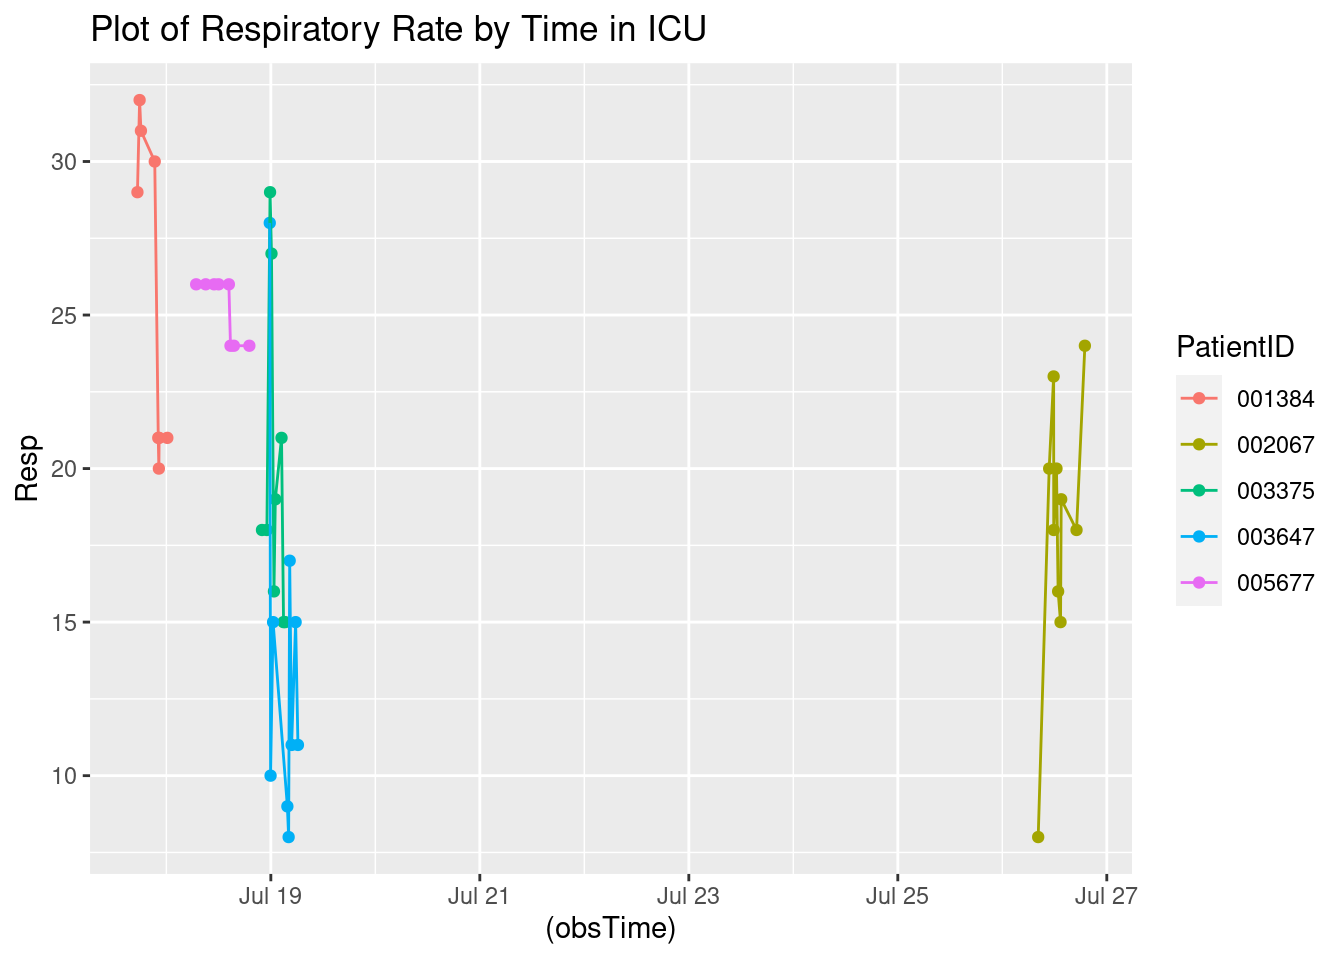 Plot of Respiratory Rate by Time in ICU
30
25
20
15
10
Resp
Jul 19
Jul 21
Jul 23
Jul 25
Jul 27
(obsTime)
PatientID
001384
002067
003375
003647
005677